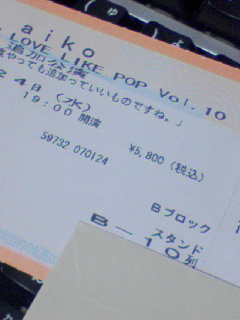 aiko
LOVE LIKE POP Vol.10
追加公演
やっても追加っていいものですね。」
24日(水)
19:00 開演
59732 070124
¥5,800(税込)
Bブロック
スタンド
B-10列